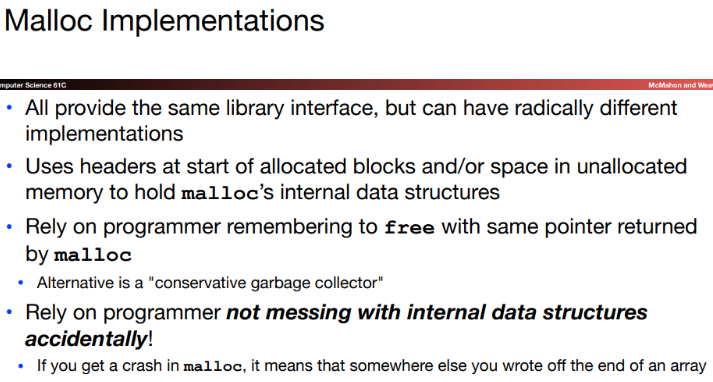 Malloc Implementations
mputer Science 61C
McMahon and Wea
• All provide the same library interface, but can have radically different
implementations
• Uses headers at start of allocated blocks and/or space in unallocated
memory to hold malloc's internal data structures
• Rely on programmer remembering to free with same pointer returned
by malloc
• Alternative is a "conservative garbage collector"
• Rely on programmer not messing with internal data structures
accidentally!
• If you get a crash in malloc, it means that somewhere else you wrote off the end of an array